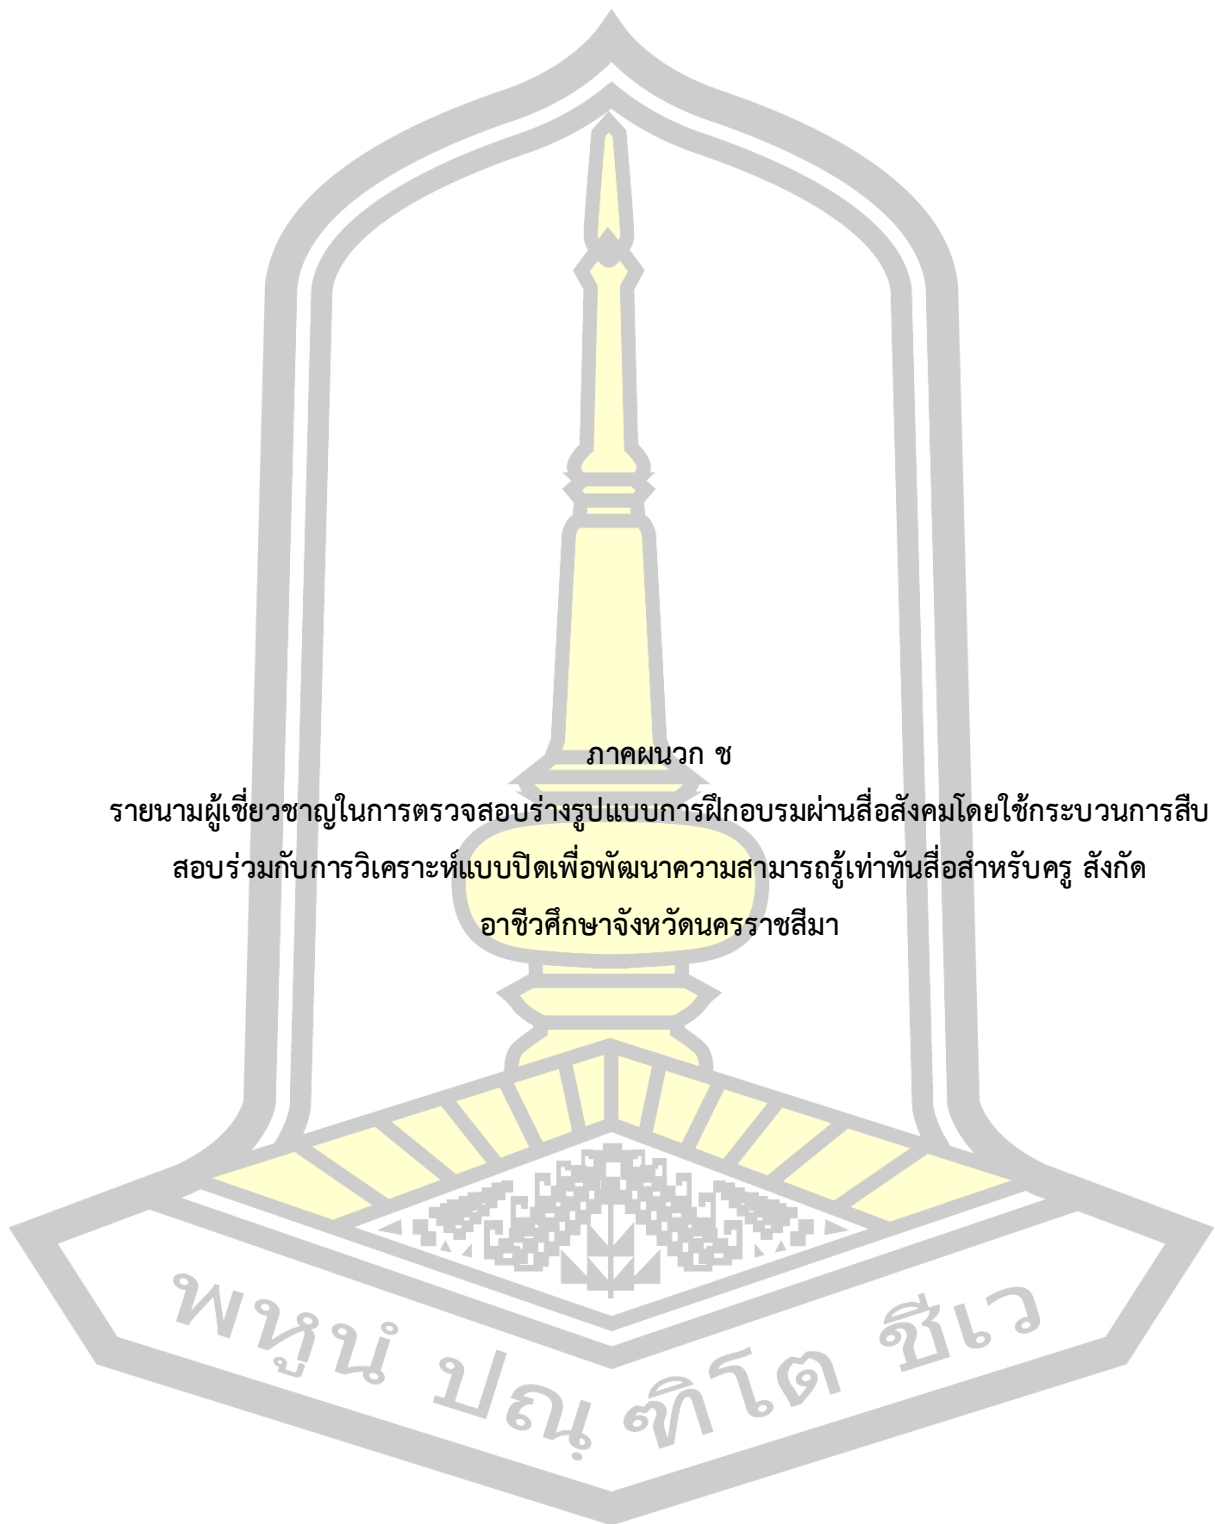 ภาคผนวก ช
รายนามผู้เชี่ยวชาญในการตรวจสอบร่างรูปแบบการฝึกอบรมผ่านสื่อสังคมโดยใช้กระบวนการสืบ
สอบร่วมกับการวิเคราะห์แบบปิดเพื่อพัฒนาความสามารถรู้เท่าทันสื่อสำหรับครู สังกัด
อาชีวศึกษาจังหวัดนครราชสีมา
พหูนํ ปณฺ ฑิโต ชีเว